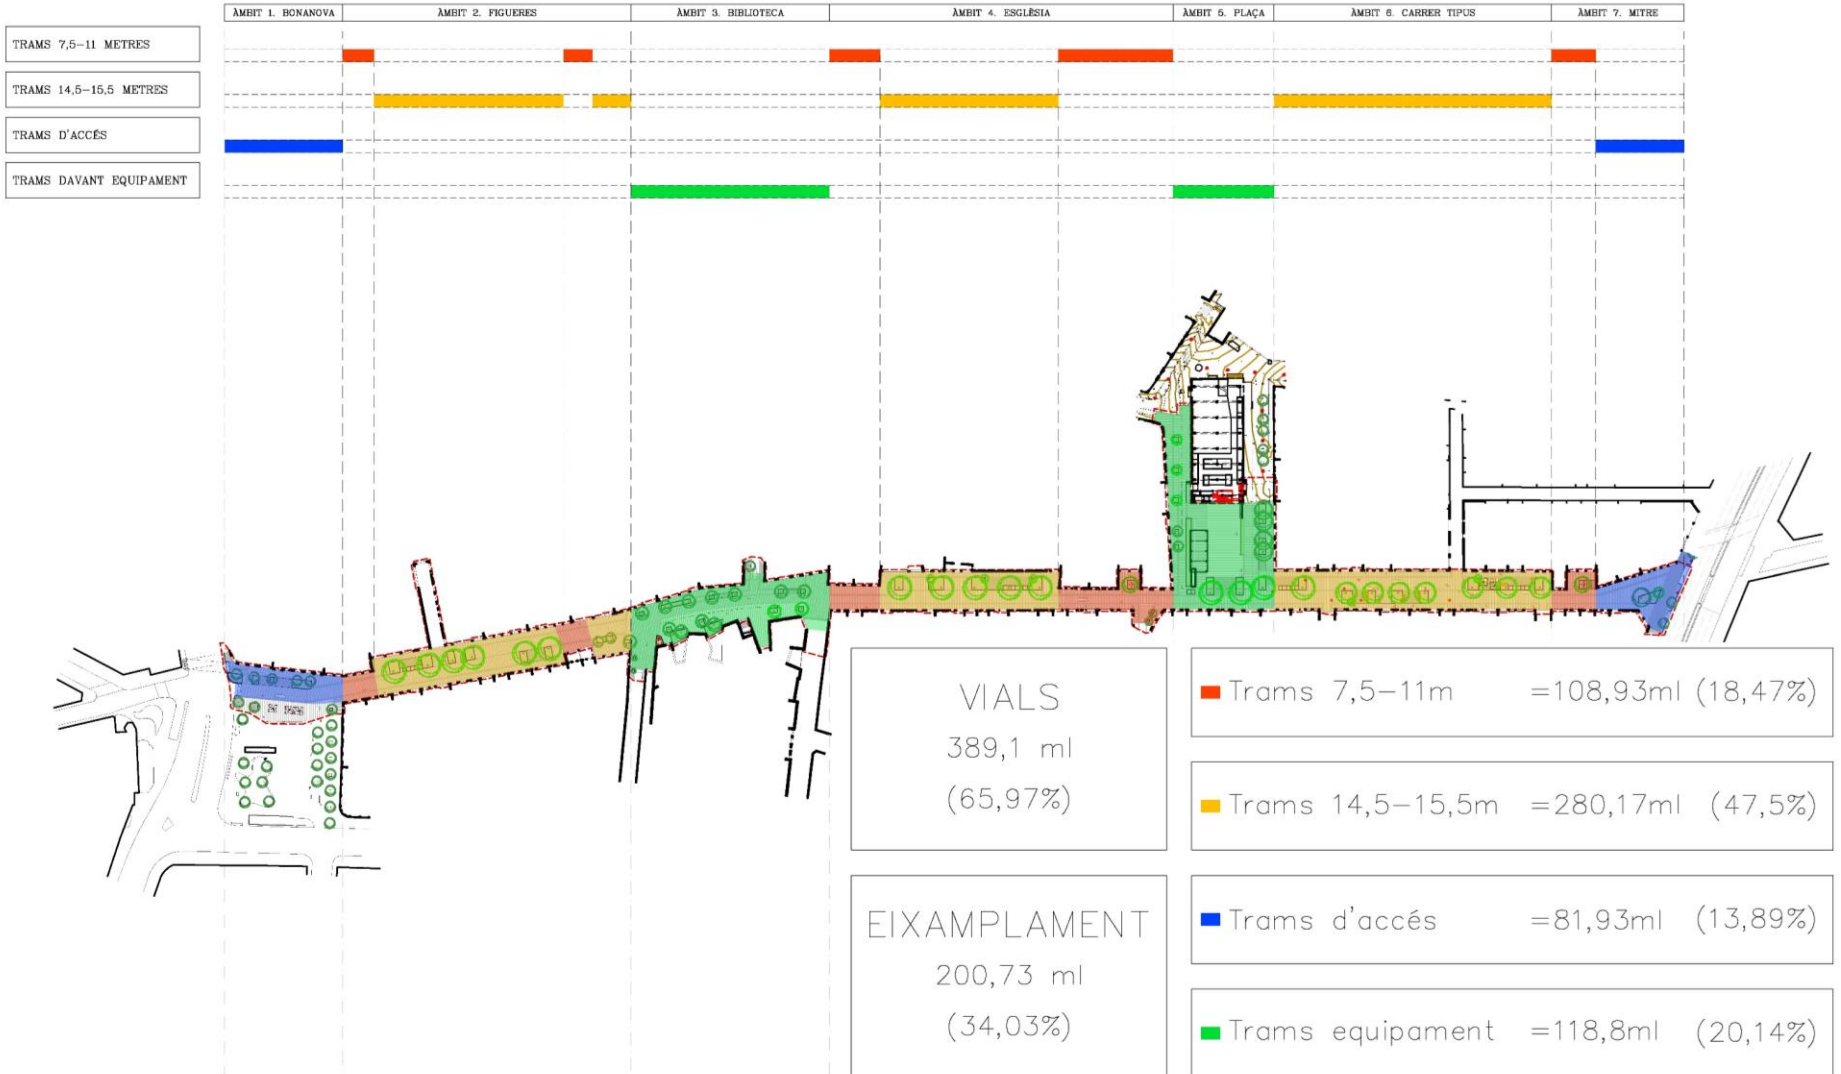 ÀMBIT 1. BONANOVA
ÀMBIT 2. FIGUERES
ÀMBIT 3. BIBLIOTECA
ÀMBIT 4. ESGLÈSIA
ÀMBIT 5. PLAÇA
ÀMBIT 6. CARRER TIPUS
ÀMBIT 7. MITRE
TRAMS 7,5-11 METRES
TRAMS 14,5-15,5 METRES
TRAMS D'ACCÉS
TRAMS DAVANT EQUIPAMENT
VIALS
389,1 ml
(65,97%)
EIXAMPLAMENT
200,73 ml
(34,03%)
Trams 7,5-11m =108,93ml (18,47%)
Trams 14,5-15,5m =280,17ml (47,5%)
Trams d'accés =81,93ml (13,89%)
Trams equipament =118,8ml (20,14%)